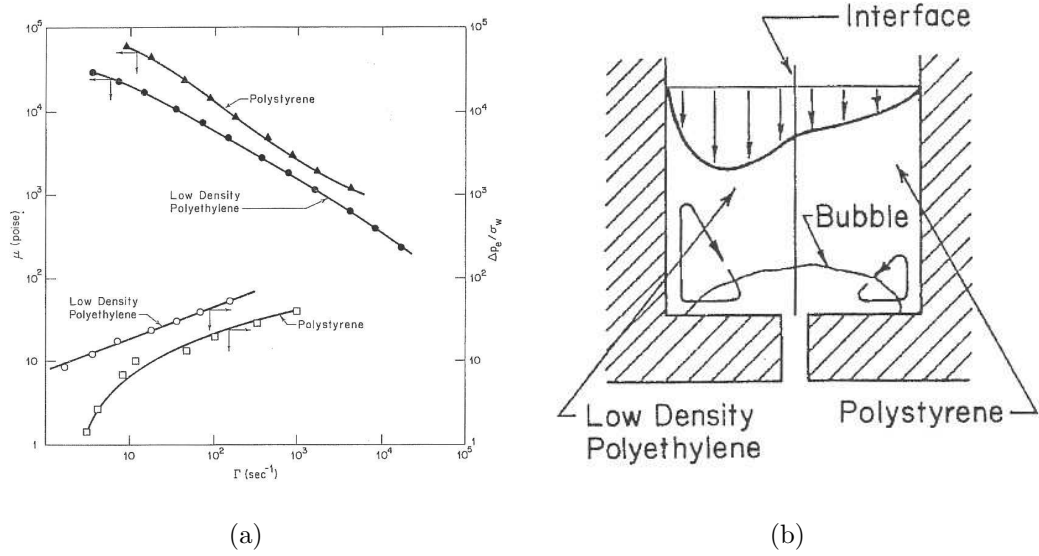 10⁵
10⁴
10³
10²
10
1
μ (poise)
10⁵
10⁴
10³
10²
10
1
Δpₑ/σ_w
Polystyrene
Low Density
Polyethylene
Low Density
Polyethylene
Polystyrene
10
10²
10³
10⁴
10⁵
Γ (sec⁻¹)
(a)
Interface
Bubble
Low Density
Polyethylene
Polystyrene
(b)